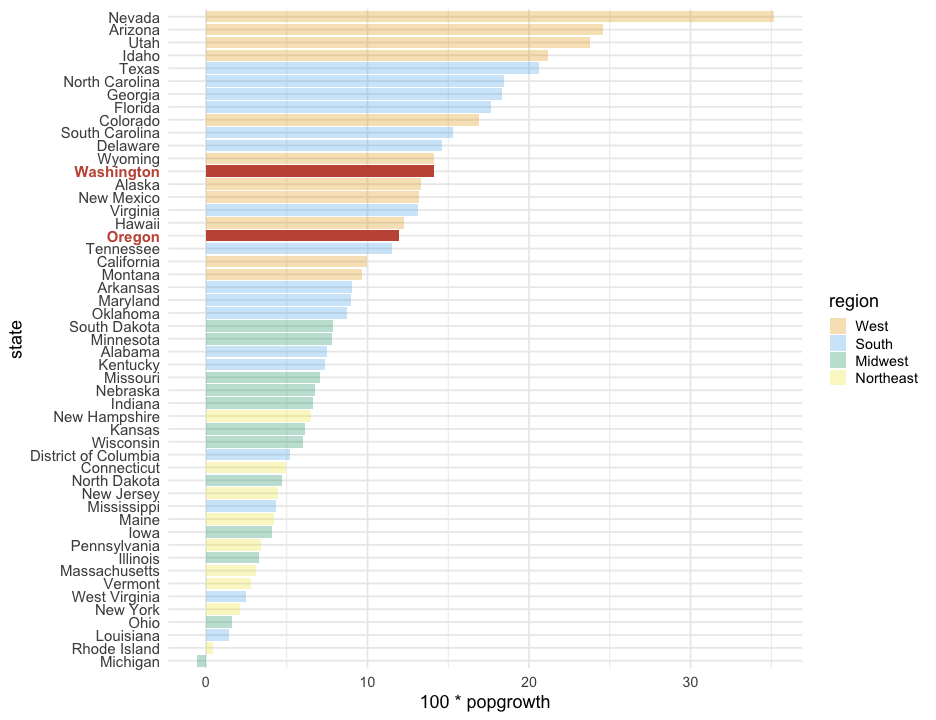 Nevada
Arizona
Utah
Idaho
Texas
North Carolina
Georgia
Florida
Colorado
South Carolina
Delaware
Wyoming
Washington
Alaska
New Mexico
Virginia
Hawaii
Oregon
Tennessee
California
Montana
Arkansas
Maryland
Oklahoma
South Dakota
Minnesota
Alabama
Kentucky
Missouri
Nebraska
Indiana
New Hampshire
Kansas
Wisconsin
District of Columbia
Connecticut
North Dakota
New Jersey
Mississippi
Maine
Iowa
Pennsylvania
Illinois
Massachusetts
Vermont
West Virginia
New York
Ohio
Louisiana
Rhode Island
Michigan
state
0 10 20 30
100 * popgrowth
region
West
South
Midwest
Northeast